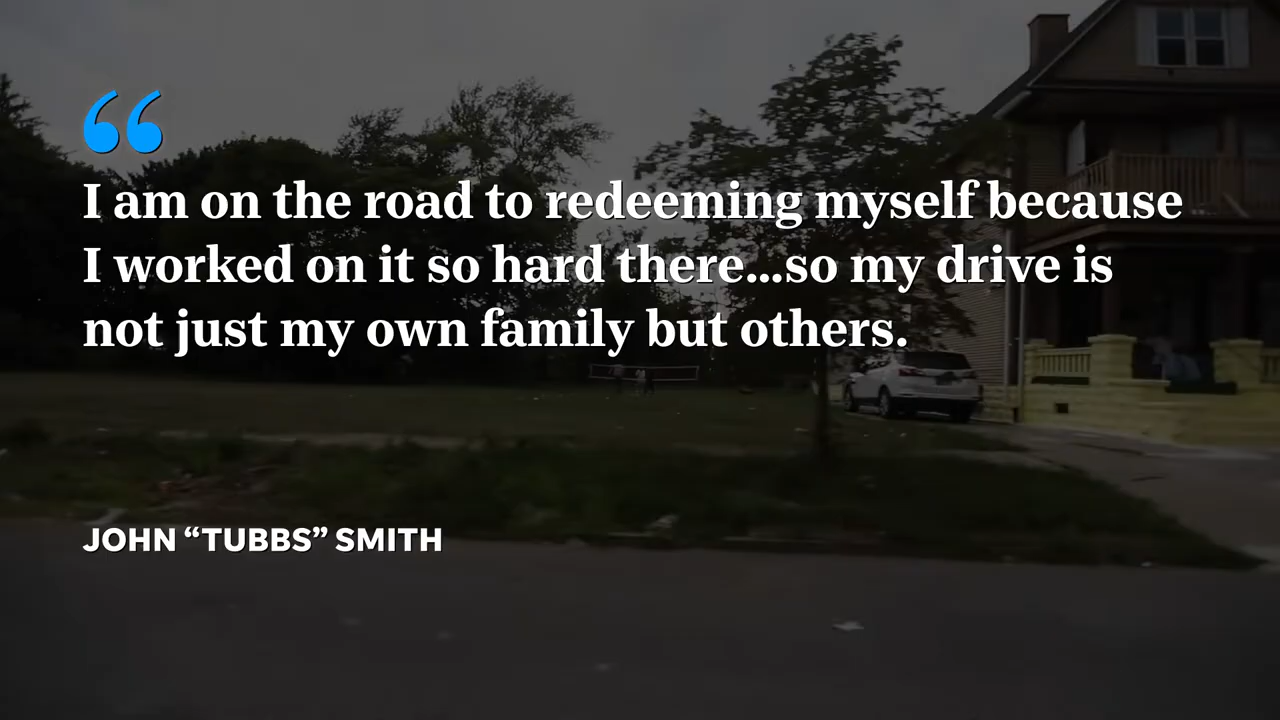 “
I am on the road to redeeming myself because
I worked on it so hard there...so my drive is
not just my own family but others.
JOHN “TUBBS” SMITH